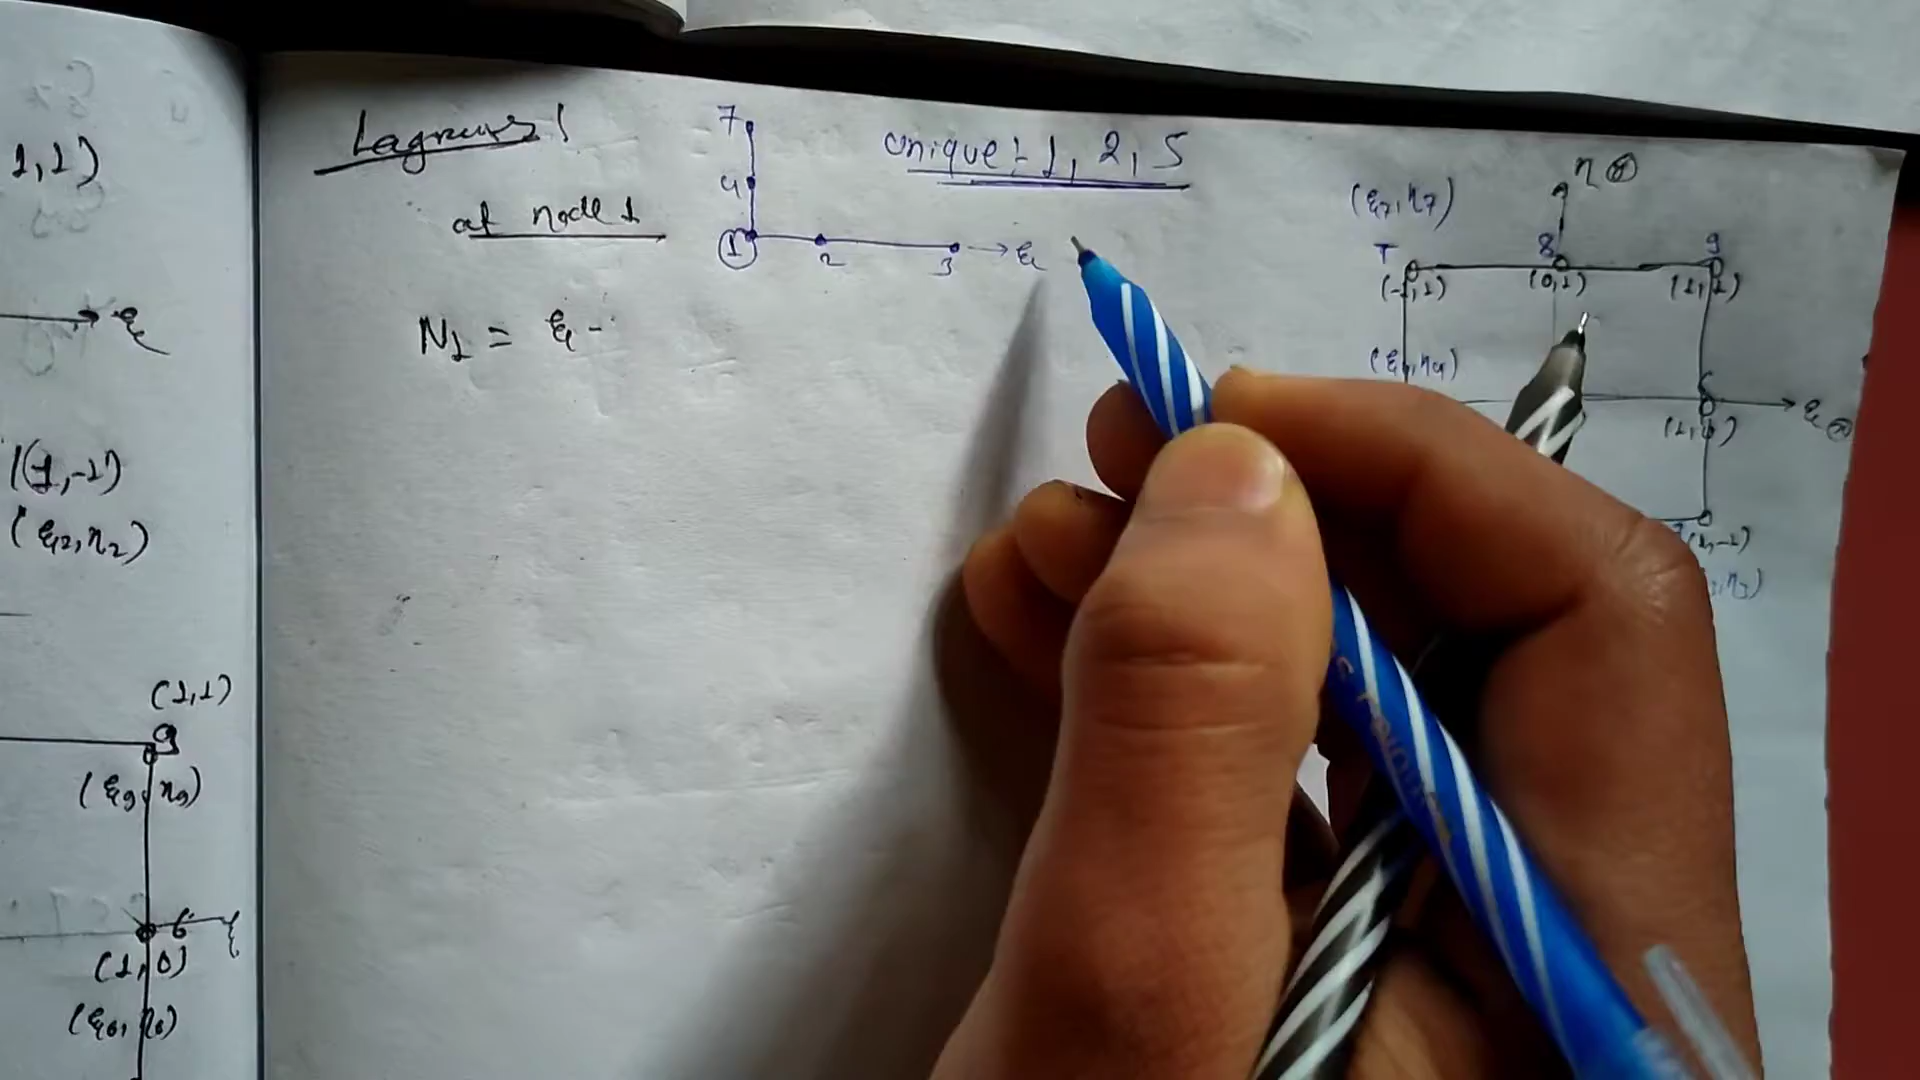 1,1)
ξ
(1,-1)
(ξ2,η2)
(1,1)
9
(ξ9,η9)
6
(1,0)
(ξ6,η6)
Unique:- 1, 2, 5
at node 1
7
4
1
2
3
ξ
N1 = ξ -
η
(ξ7,η7)
7
8
9
(-1,1)
(0,1)
(1,1)
(ξ4,η4)
ξ
(1,0)
(1,-1)